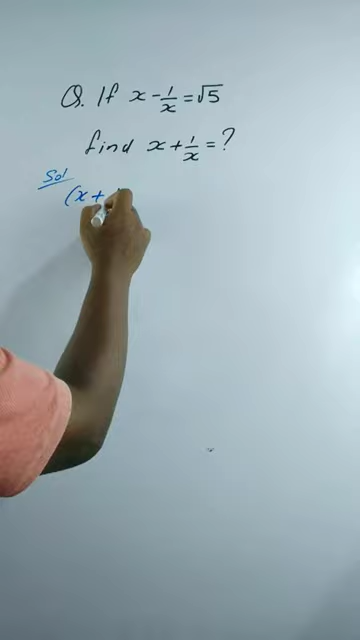 Q. If x - 1/x = √5
find x + 1/x = ?
Sol
(x +